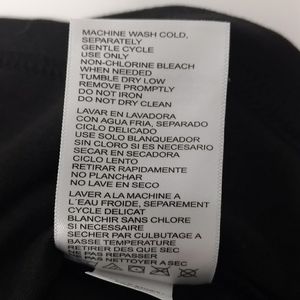 MACHINE WASH COLD,
SEPARATELY
GENTLE CYCLE
USE ONLY
NON-CHLORINE BLEACH
WHEN NEEDED
TUMBLE DRY LOW
REMOVE PROMPTLY
DO NOT IRON
DO NOT DRY CLEAN
LAVAR EN LAVADORA
CON AGUA FRIA, SEPARADO
CICLO DELICADO
USE SOLO BLANQUEADOR
SIN CLORO SI ES NECESARIO
SECAR EN SECADORA
CICLO LENTO
RETIRAR RAPIDAMENTE
NO PLANCHAR
NO LAVE EN SECO
LAVER A LA MACHINE A
L'EAU FROIDE, SEPAREMENT
CYCLE DELICAT
BLANCHIR SANS CHLORE
SI NECESSAIRE
SECHER PAR CULBUTAGE A
BASSE TEMPERATURE
RETIRER DES
NE PAS REPASSER
NE PAS NETTOYER A SEC